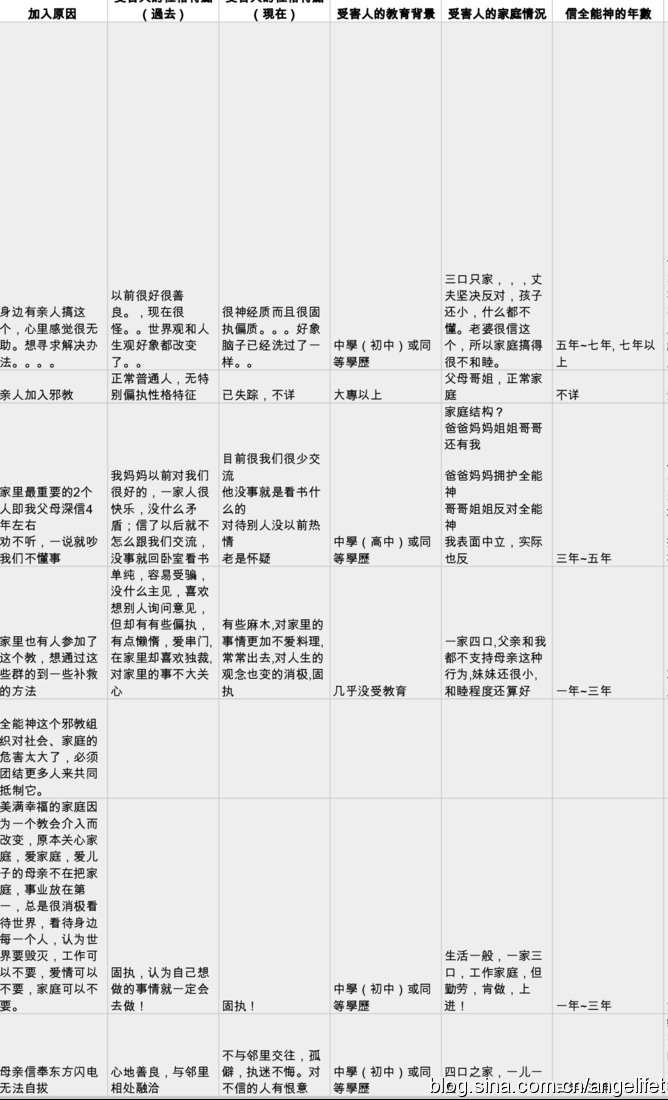 加入原因
（過去）
（現在）
受害人的教育背景
受害人的家庭情况
信全能神的年數
身边有亲人搞这
个，心里感觉很无
助。想寻求解决办
法。。。。
以前很好很善
良。，现在很
怪。。世界观和人
生观好象都改变
了。。
很神经质而且很固
执偏质。。。好象
脑子已经洗过了一
样。。
中學（初中）或同
等學歷
三口只家，，，丈
夫坚决反对，孩子
还小，什么都不
懂。老婆很信这
个，所以家庭搞得
很不和睦。
五年~七年, 七年以
上
亲人加入邪教
正常普通人，无特
别偏执性格特征
已失踪，不详
大專以上
父母哥姐，正常家
庭
不详
家里最重要的2个
人即我父母深信4
年左右
劝不听，一说就吵
我们不懂事
我妈妈以前对我们
很好的，一家人很
快乐，没什么矛
盾；信了以后就不
怎么跟我们交流，
没事就回卧室看书
目前很我们很少交
流
他没事就是看书什
么的
对待别人没以前热
情
老是怀疑
中學（高中）或同
等學歷
家庭结构？
爸爸妈妈姐姐哥哥
还有我
爸爸妈妈拥护全能
神
哥哥姐姐反对全能
神
我表面中立，实际
也反
三年~五年
家里也有人参加了
这个教，想通过这
些群的到一些补救
的方法
单纯，容易受骗，
没什么主见，喜欢
想别人询问意见，
但却有有些偏执，
有点懒惰，爱串门,
在家里却喜欢独裁,
对家里的事不大关
心
有些麻木,对家里的
事情更加不爱料理,
常常出去,对人生的
观念也变的消极,固
执
几乎没受教育
一家四口,父亲和我
都不支持母亲这种
行为,妹妹还很小,
和睦程度还算好
一年~三年
全能神这个邪教组
织对社会、家庭的
危害太大了，必须
团结更多人来共同
抵制它。
美满幸福的家庭因
为一个教会介入而
改变，原本关心家
庭，爱家庭，爱儿
子的母亲不在把家
庭，事业放在第
一，总是很消极看
待世界，看待身边
每一个人，认为世
界要毁灭，工作可
以不要，爱情可以
不要，家庭可以不
要。
固执，认为自己想
做的事情就一定会
去做！
固执！
中學（初中）或同
等學歷
生活一般，一家三
口，工作家庭，但
勤劳，肯做，上
进！
一年~三年
母亲信奉东方闪电
无法自拔
心地善良，与邻里
相处融洽
不与邻里交往，孤
僻，执迷不悔。对
不信的人有恨意
中學（初中）或同
等學歷
四口之家，一儿一
blog.sina.com.cn/angelifet